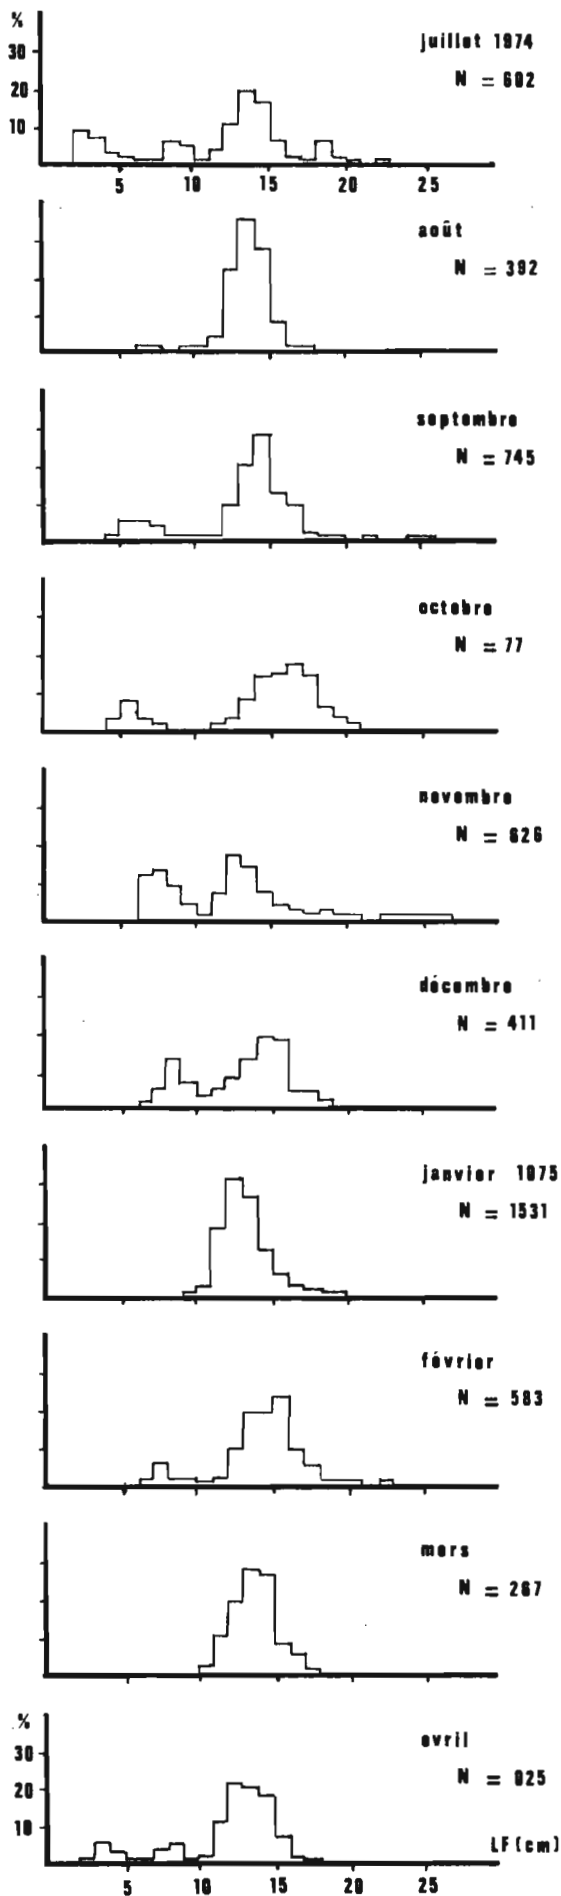 %
juillet 1974
30
N = 692
20
10
5 10 15 20 25
août
N = 392
septembre
N = 745
octobre
N = 77
novembre
N = 626
décembre
N = 411
janvier 1975
N = 1531
février
N = 583
mars
N = 267
%
avril
30
N = 925
20
10
LF (cm)
5 10 15 20 25